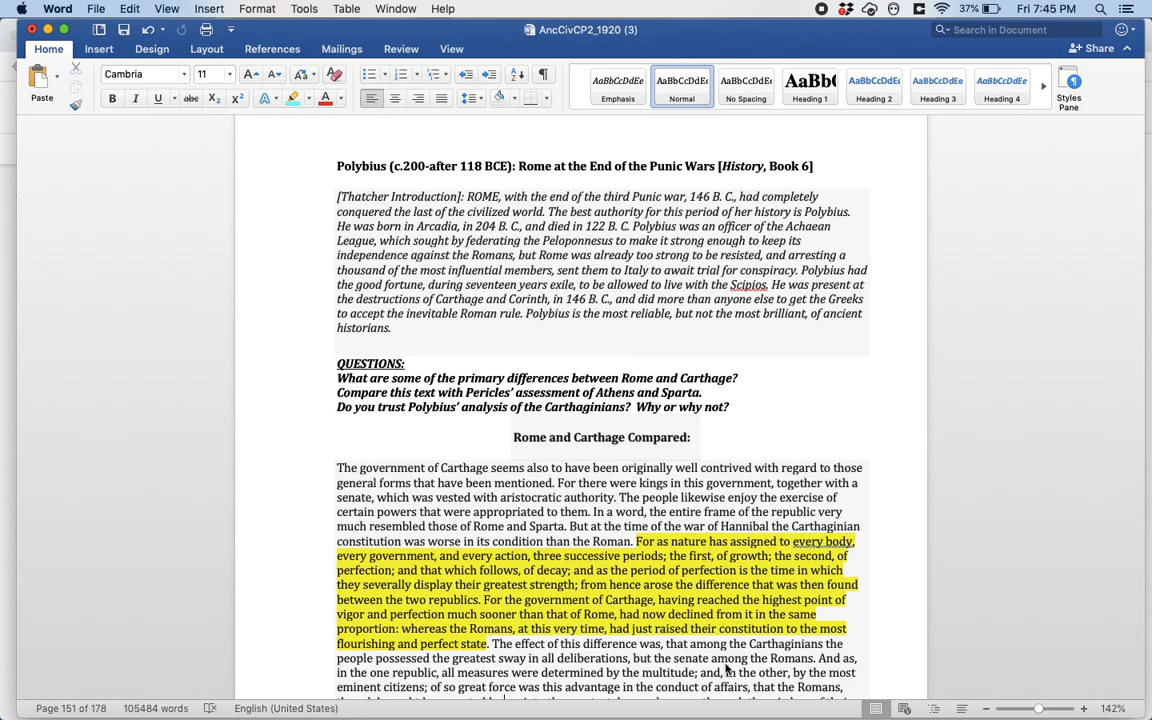 Word File Edit View Insert Format Tools Table Window Help 37% Fri 7:45 PM
AncCivCP2_1920 (3) Search in Document
Home Insert Design Layout References Mailings Review View Share
Cambria 11
Paste
B I U abc X₂ X²
AaBbCcDdEe AaBbCcDdEe AaBbCcDdEe AaBbC AaBbCcDdEe AaBbCcDdEe AaBbCcDdEe
Emphasis Normal No Spacing Heading 1 Heading 2 Heading 3 Heading 4 Styles Pane
Polybius (c.200-after 118 BCE): Rome at the End of the Punic Wars [History, Book 6]
[Thatcher Introduction]: ROME, with the end of the third Punic war, 146 B. C., had completely
conquered the last of the civilized world. The best authority for this period of her history is Polybius.
He was born in Arcadia, in 204 B. C., and died in 122 B. C. Polybius was an officer of the Achaean
League, which sought by federating the Peloponnesus to make it strong enough to keep its
independence against the Romans, but Rome was already too strong to be resisted, and arresting a
thousand of the most influential members, sent them to Italy to await trial for conspiracy. Polybius had
the good fortune, during seventeen years exile, to be allowed to live with the Scipios. He was present at
the destructions of Carthage and Corinth, in 146 B. C., and did more than anyone else to get the Greeks
to accept the inevitable Roman rule. Polybius is the most reliable, but not the most brilliant, of ancient
historians.
QUESTIONS:
What are some of the primary differences between Rome and Carthage?
Compare this text with Pericles' assessment of Athens and Sparta.
Do you trust Polybius' analysis of the Carthaginians? Why or why not?
Rome and Carthage Compared:
The government of Carthage seems also to have been originally well contrived with regard to those
general forms that have been mentioned. For there were kings in this government, together with a
senate, which was vested with aristocratic authority. The people likewise enjoy the exercise of
certain powers that were appropriated to them. In a word, the entire frame of the republic very
much resembled those of Rome and Sparta. But at the time of the war of Hannibal the Carthaginian
constitution was worse in its condition than the Roman. For as nature has assigned to every body,
every government, and every action, three successive periods; the first, of growth; the second, of
perfection; and that which follows, of decay; and as the period of perfection is the time in which
they severally display their greatest strength; from hence arose the difference that was then found
between the two republics. For the government of Carthage, having reached the highest point of
vigor and perfection much sooner than that of Rome, had now declined from it in the same
proportion: whereas the Romans, at this very time, had just raised their constitution to the most
flourishing and perfect state. The effect of this difference was, that among the Carthaginians the
people possessed the greatest sway in all deliberations, but the senate among the Romans. And as,
in the one republic, all measures were determined by the multitude; and, in the other, by the most
eminent citizens; of so great force was this advantage in the conduct of affairs, that the Romans,
Page 151 of 178 105484 words English (United States) 142%